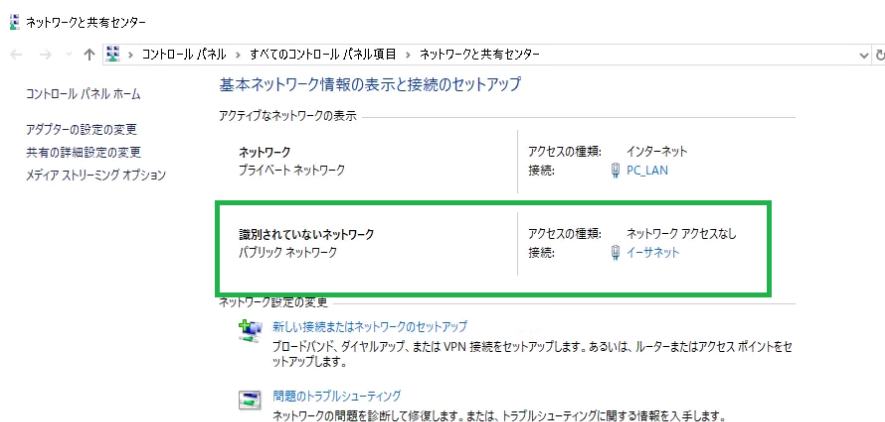 ネットワークと共有センター
コントロール パネル › すべてのコントロール パネル項目 › ネットワークと共有センター
コントロール パネル ホーム
アダプターの設定の変更
共有の詳細設定の変更
メディア ストリーミング オプション
基本ネットワーク情報の表示と接続のセットアップ
アクティブなネットワークの表示
ネットワーク
プライベート ネットワーク
アクセスの種類: インターネット
接続: PC_LAN
識別されていないネットワーク
パブリック ネットワーク
アクセスの種類: ネットワーク アクセスなし
接続: イーサネット
ネットワーク設定の変更
新しい接続またはネットワークのセットアップ
ブロードバンド、ダイヤルアップ、または VPN 接続をセットアップします。あるいは、ルーターまたはアクセス ポイントをセ
ットアップします。
問題のトラブルシューティング
ネットワークの問題を診断して修復します。または、トラブルシューティングに関する情報を入手します。